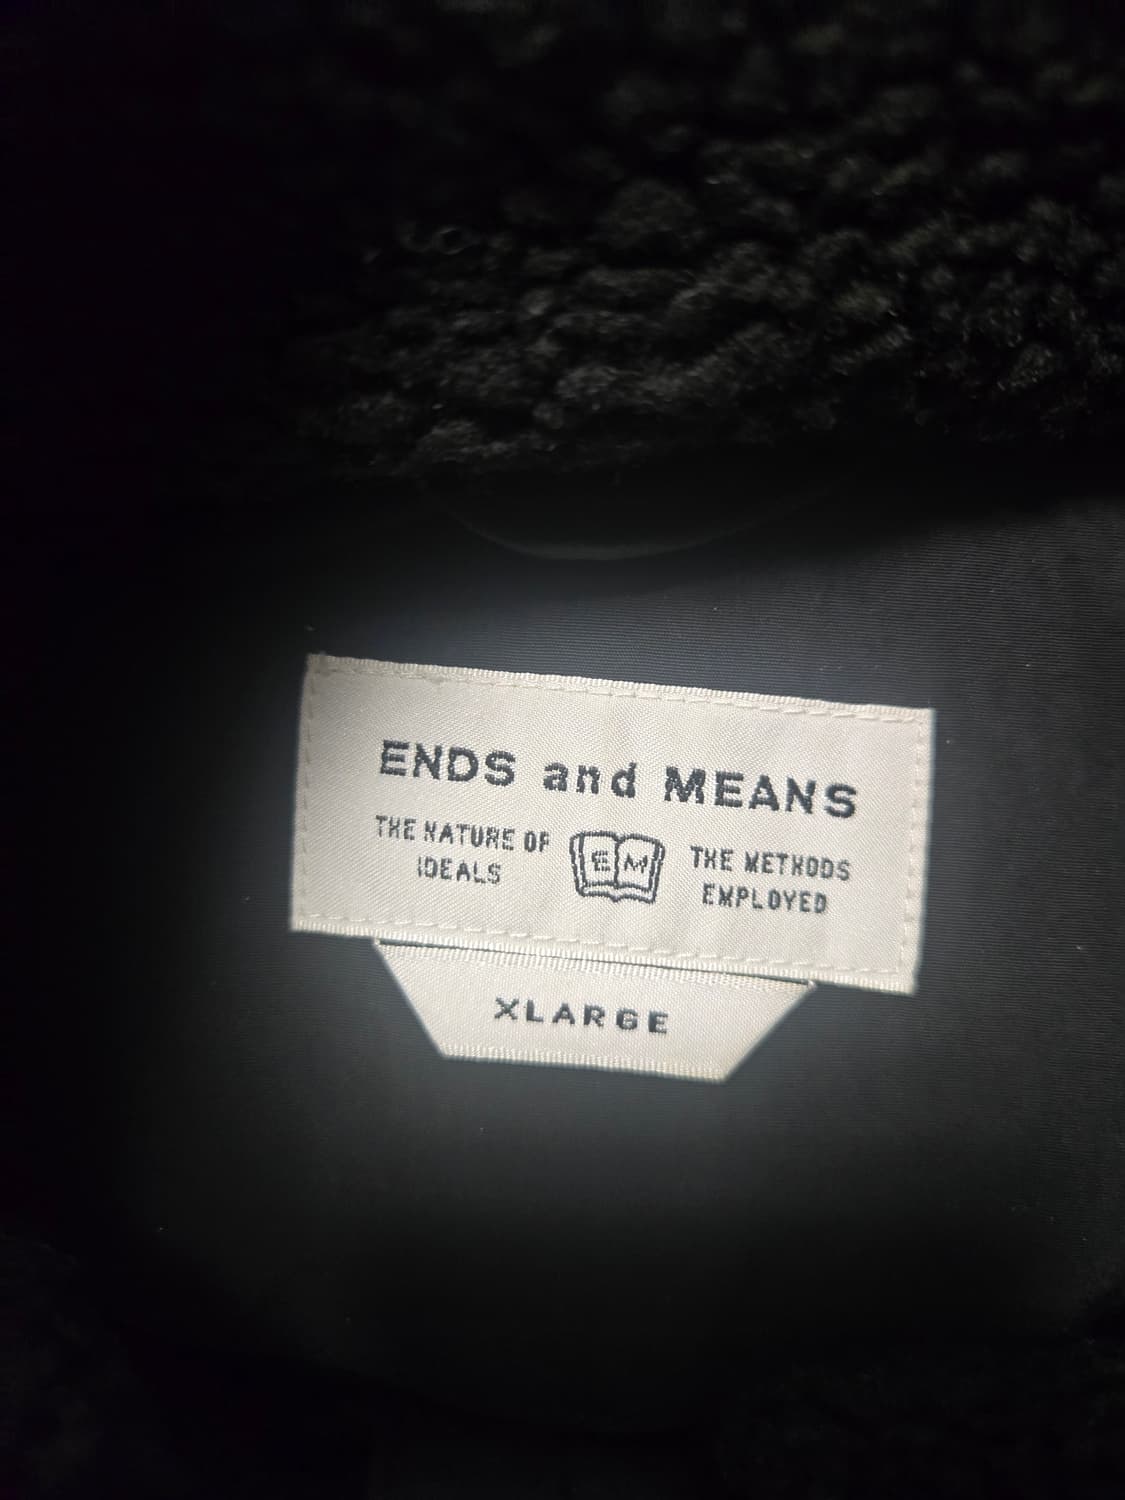 ENDS and MEANS
THE NATURE OF
IDEALS
E M
THE METHODS
EMPLOYED
XLARGE